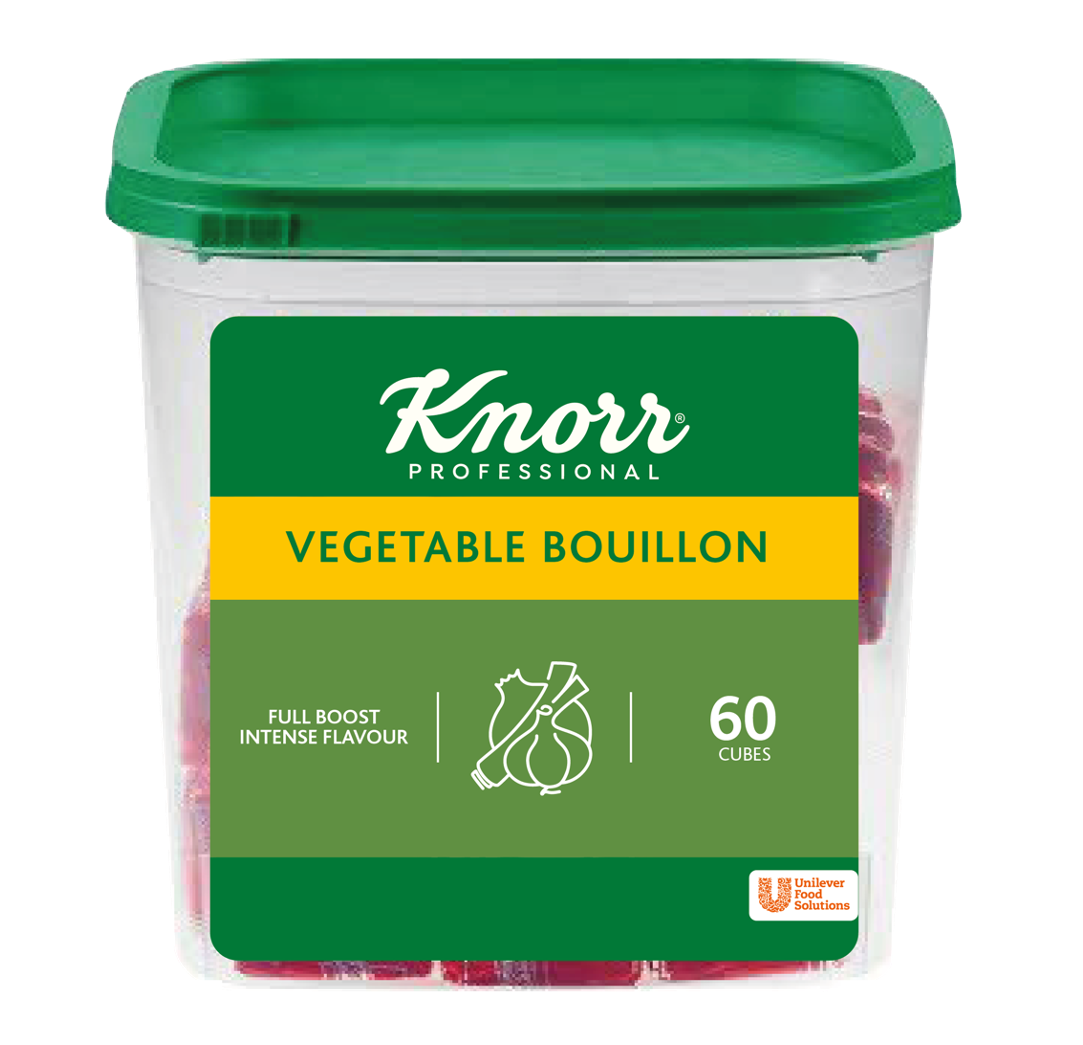 Knorr®
PROFESSIONAL
VEGETABLE BOUILLON
FULL BOOST
INTENSE FLAVOUR
60
CUBES
Unilever
Food
Solutions